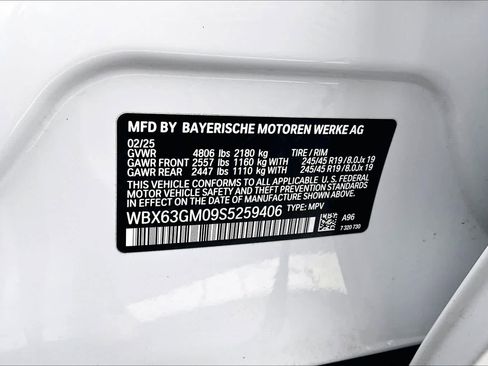 MFD BY BAYERISCHE MOTOREN WERKE AG
02/25
GVWR 4806 lbs 2180 kg TIRE / RIM
GAWR FRONT 2557 lbs 1160 kg WITH 245/45 R19 / 8.0Jx 19
GAWR REAR 2447 lbs 1110 kg WITH 245/45 R19 / 8.0Jx 19
THIS VEHICLE CONFORMS TO ALL APPLICABLE U.S. FEDERAL
MOTOR VEHICLE SAFETY AND THEFT PREVENTION STANDARDS
IN EFFECT ON THE DATE OF MANUFACTURE SHOWN ABOVE.
WBX63GM09S5259406 TYPE: MPV
A96
7 320 730